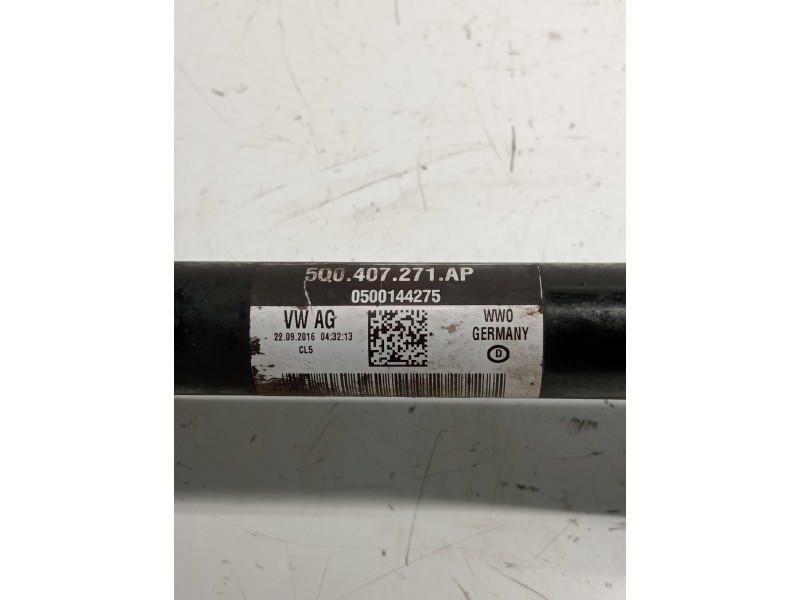 5Q0.407.271.AP
0500144275
VW AG
22.09.2016 04:32:13
CL5
WWO
GERMANY
D